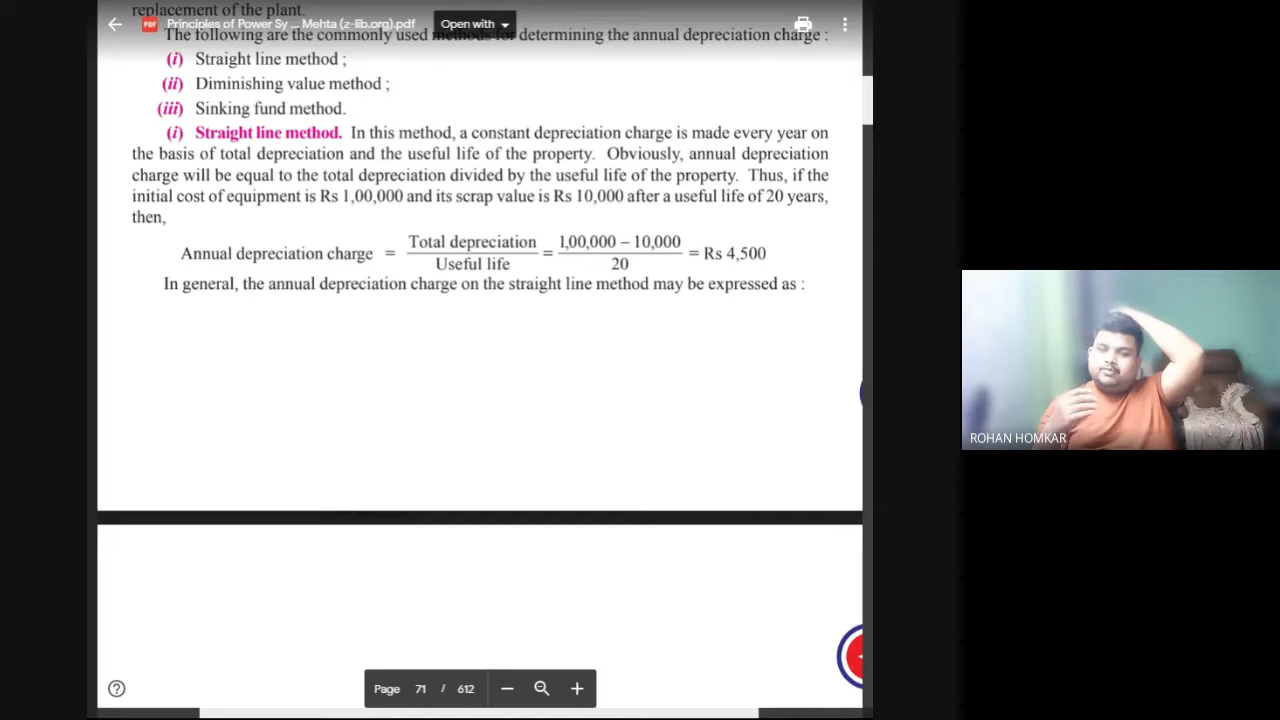 replacement of the plant.
Principles of Power Sy ... Mehta (z-lib.org).pdf
Open with
The following are the commonly used methods for determining the annual depreciation charge :
(i) Straight line method ;
(ii) Diminishing value method ;
(iii) Sinking fund method.
(i) Straight line method. In this method, a constant depreciation charge is made every year on
the basis of total depreciation and the useful life of the property. Obviously, annual depreciation
charge will be equal to the total depreciation divided by the useful life of the property. Thus, if the
initial cost of equipment is Rs 1,00,000 and its scrap value is Rs 10,000 after a useful life of 20 years,
then,
Annual depreciation charge = Total depreciation / Useful life = 1,00,000 – 10,000 / 20 = Rs 4,500
In general, the annual depreciation charge on the straight line method may be expressed as :
ROHAN HOMKAR
Page 71 / 612